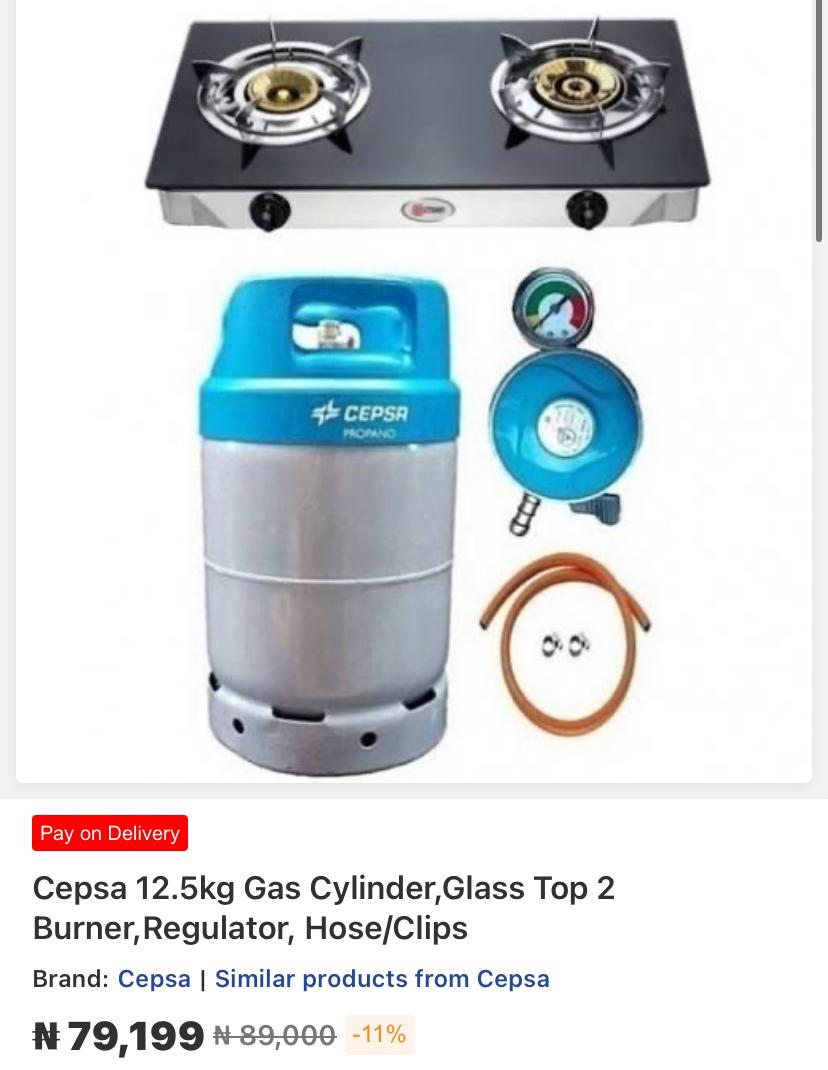 CEPSA
PROPANO
Pay on Delivery
Cepsa 12.5kg Gas Cylinder,Glass Top 2
Burner,Regulator, Hose/Clips
Brand: Cepsa | Similar products from Cepsa
₦ 79,199 ₦ 89,000 -11%